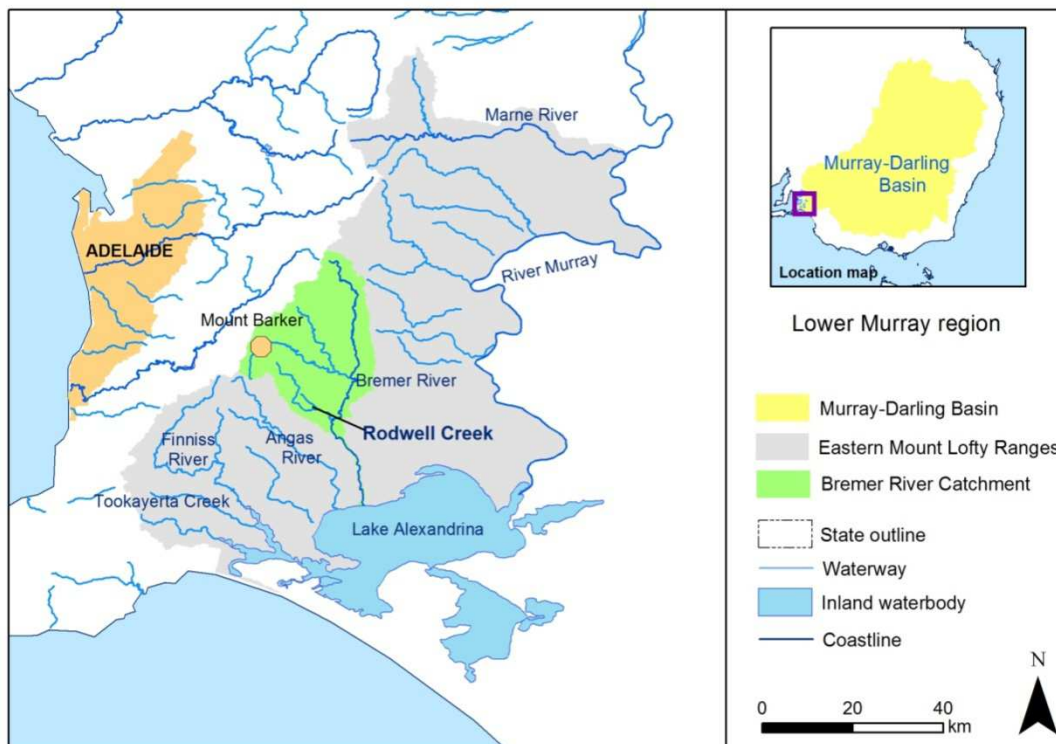 Marne River
ADELAIDE
River Murray
Mount Barker
Bremer River
Rodwell Creek
Finniss
River
Angas
River
Tookayerta Creek
Lake Alexandrina
Murray-Darling
Basin
Location map
Lower Murray region
Murray-Darling Basin
Eastern Mount Lofty Ranges
Bremer River Catchment
State outline
Waterway
Inland waterbody
Coastline
N
0 20 40
km